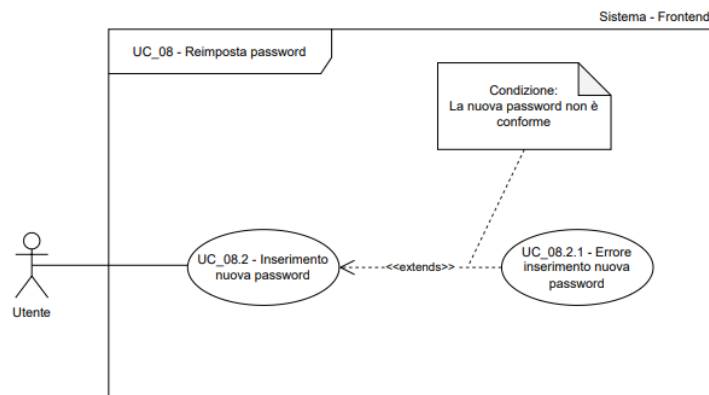 Sistema - Frontend
UC_08 - Reimposta password
Condizione:
La nuova password non è
conforme
UC_08.2 - Inserimento
nuova password
<<extends>>
UC_08.2.1 - Errore
inserimento nuova
password
Utente